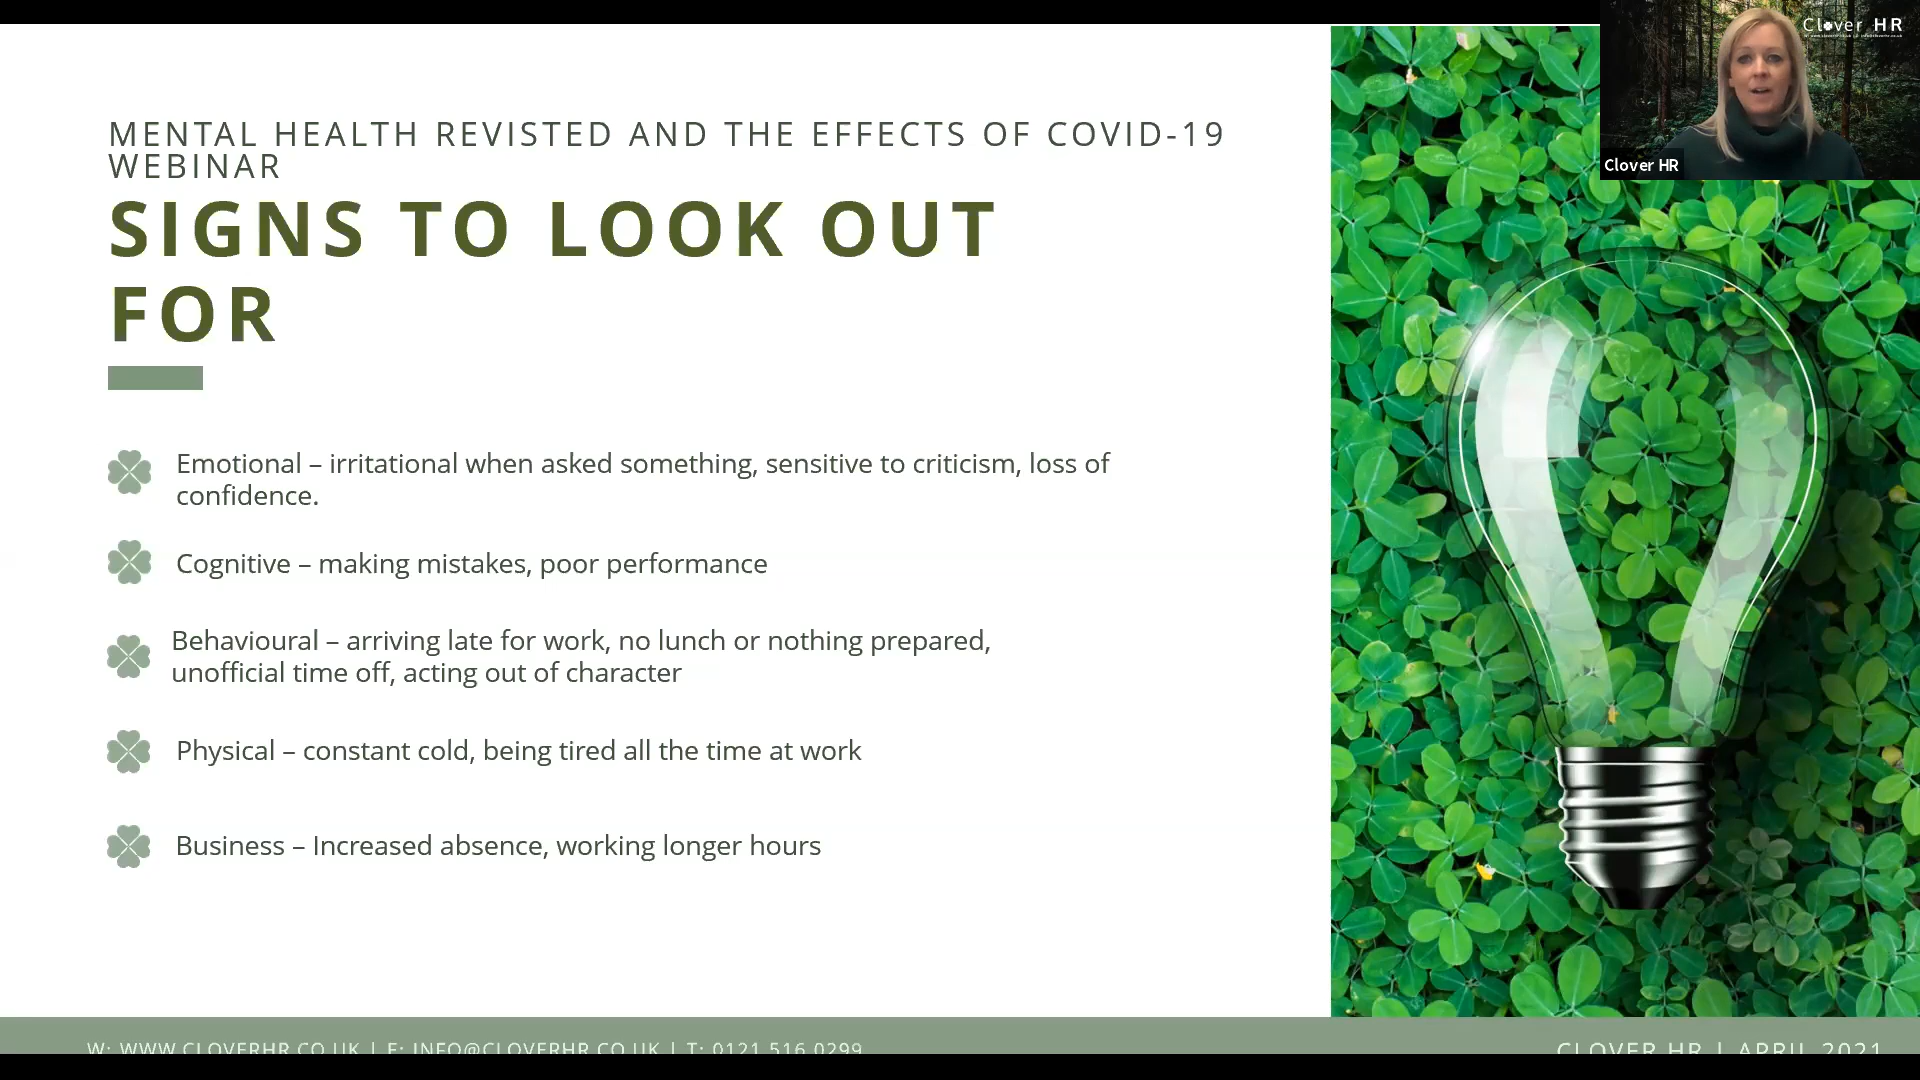 Clover HR
MENTAL HEALTH REVISTED AND THE EFFECTS OF COVID-19
WEBINAR
SIGNS TO LOOK OUT
FOR
Clover HR
Emotional – irritational when asked something, sensitive to criticism, loss of
confidence.
Cognitive – making mistakes, poor performance
Behavioural – arriving late for work, no lunch or nothing prepared,
unofficial time off, acting out of character
Physical – constant cold, being tired all the time at work
Business – Increased absence, working longer hours
W: WWW.CLOVERHR.CO.UK | E: INFO@CLOVERHR.CO.UK | T: 0121 516 0299
CLOVER HR | APRIL 2021